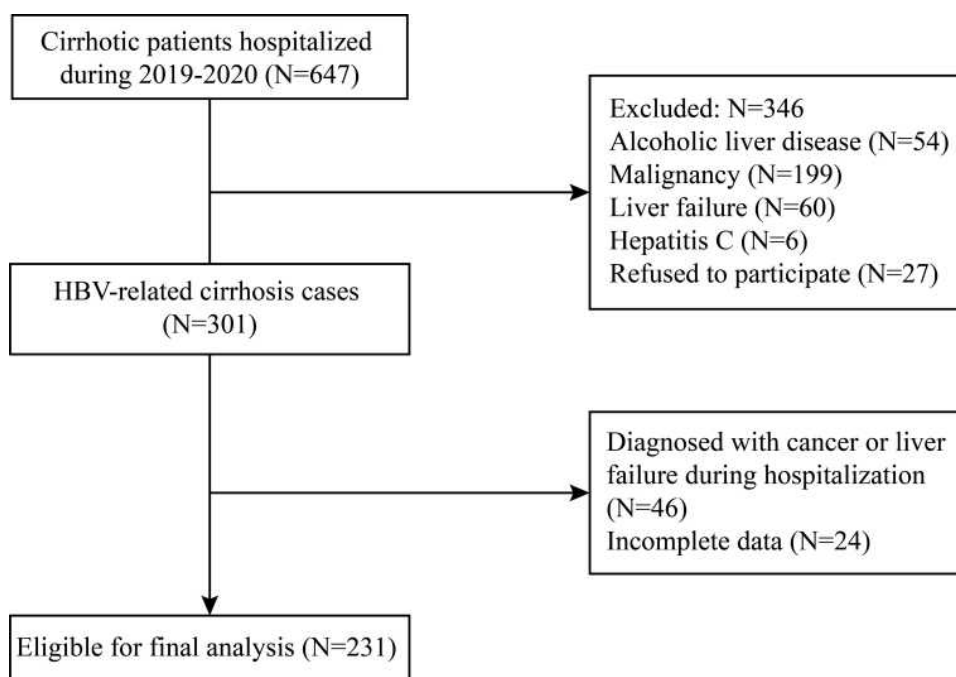 Cirrhotic patients hospitalized
during 2019-2020 (N=647)
Excluded: N=346
Alcoholic liver disease (N=54)
Malignancy (N=199)
Liver failure (N=60)
Hepatitis C (N=6)
Refused to participate (N=27)
HBV-related cirrhosis cases
(N=301)
Diagnosed with cancer or liver
failure during hospitalization
(N=46)
Incomplete data (N=24)
Eligible for final analysis (N=231)